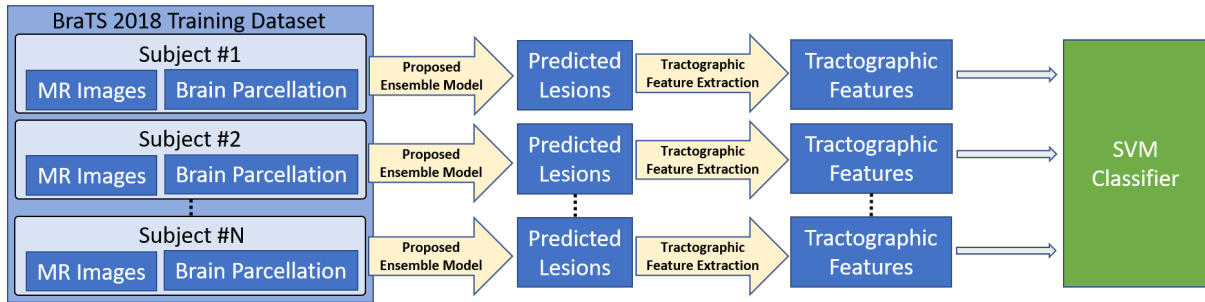 BraTS 2018 Training Dataset
Subject #1
MR Images
Brain Parcellation
Proposed
Ensemble Model
Predicted
Lesions
Tractographic
Feature Extraction
Tractographic
Features
Subject #2
MR Images
Brain Parcellation
Proposed
Ensemble Model
Predicted
Lesions
Tractographic
Feature Extraction
Tractographic
Features
Subject #N
MR Images
Brain Parcellation
Proposed
Ensemble Model
Predicted
Lesions
Tractographic
Feature Extraction
Tractographic
Features
SVM
Classifier